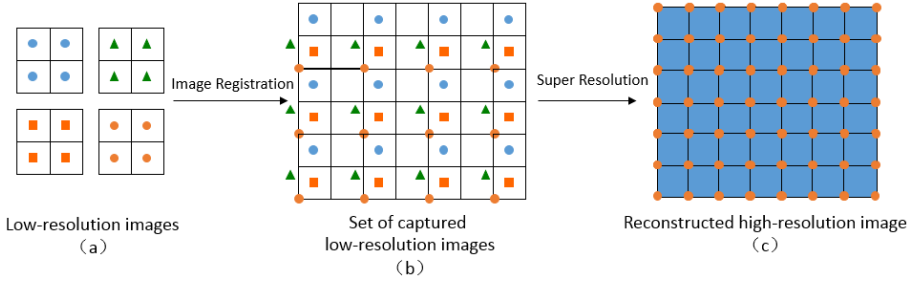 Image Registration
Super Resolution
Low-resolution images
（a）
Set of captured
low-resolution images
（b）
Reconstructed high-resolution image
（c）